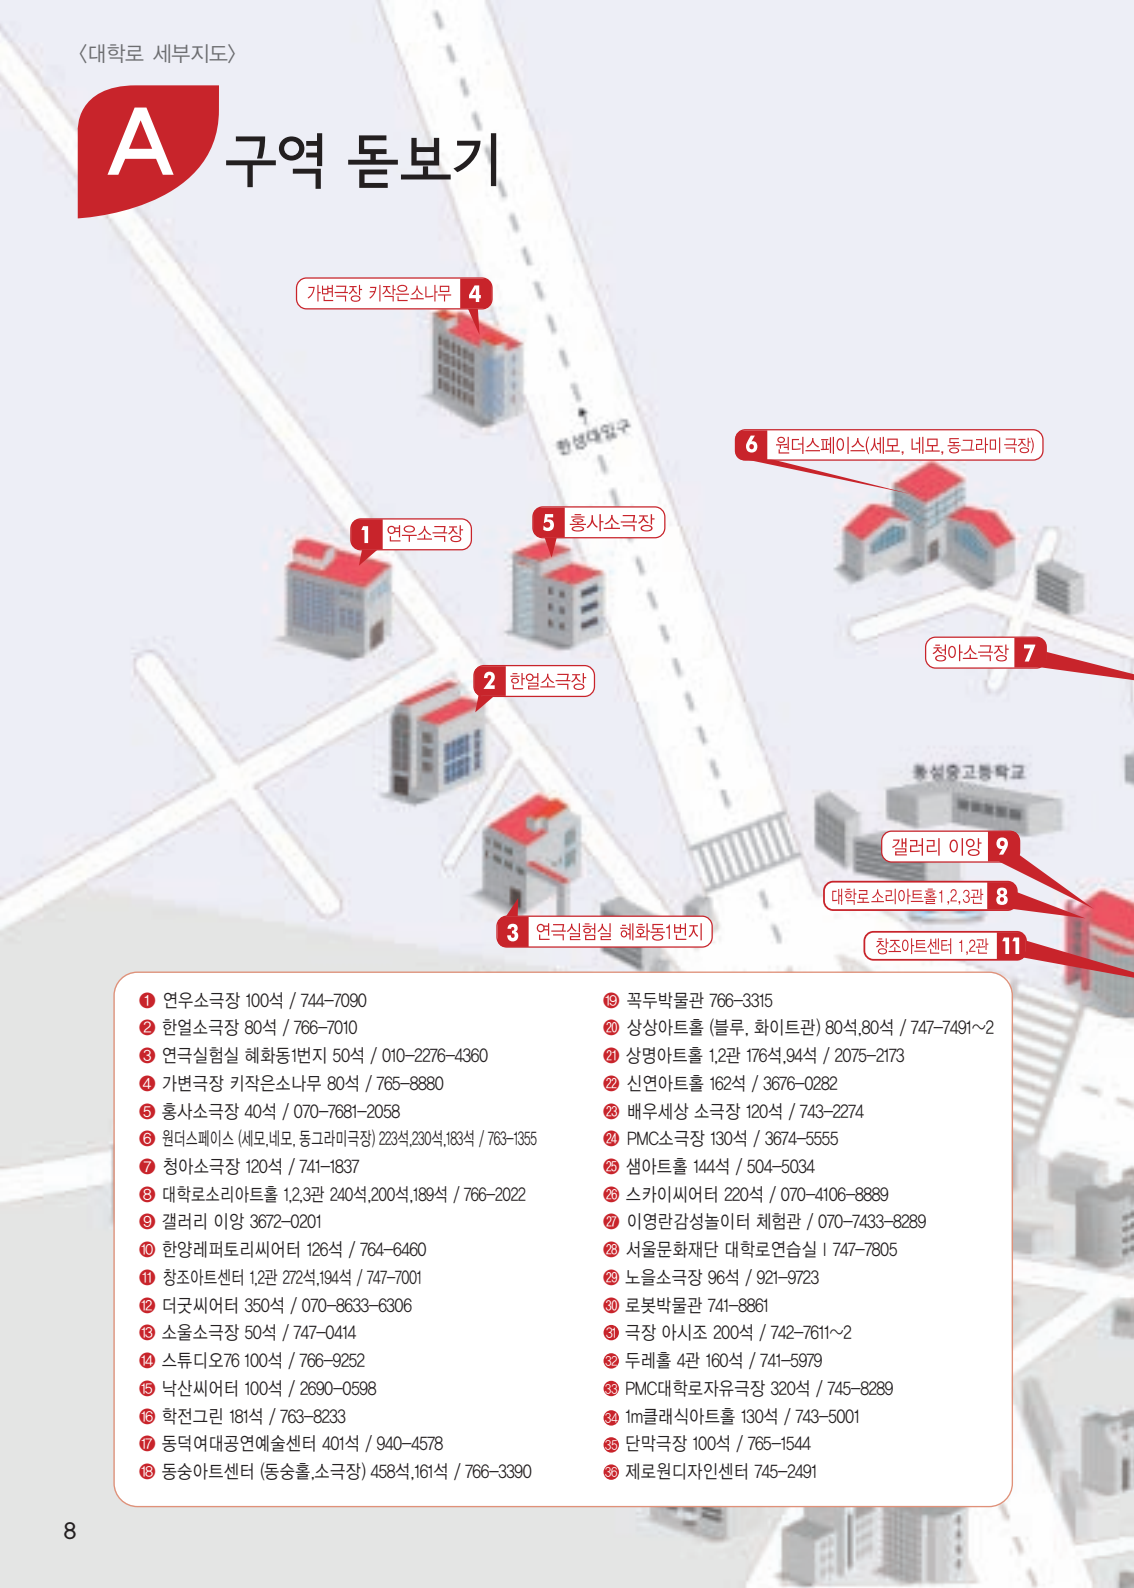 〈대학로 세부지도〉
A 구역 돋보기
가변극장 키작은소나무 4
한성대입구
6 원더스페이스(세모, 네모, 동그라미 극장)
5 홍사소극장
1 연우소극장
청아소극장 7
2 한얼소극장
동성중고등학교
갤러리 이앙 9
대학로소리아트홀1,2,3관 8
3 연극실험실 혜화동1번지
창조아트센터 1,2관 11
❶ 연우소극장 100석 / 744-7090
❷ 한얼소극장 80석 / 766-7010
❸ 연극실험실 혜화동1번지 50석 / 010-2276-4360
❹ 가변극장 키작은소나무 80석 / 765-8880
❺ 홍사소극장 40석 / 070-7681-2058
❻ 원더스페이스 (세모,네모, 동그라미극장) 223석,230석,183석 / 763-1355
❼ 청아소극장 120석 / 741-1837
❽ 대학로소리아트홀 1,2,3관 240석,200석,189석 / 766-2022
❾ 갤러리 이앙 3672-0201
❿ 한양레퍼토리씨어터 126석 / 764-6460
⓫ 창조아트센터 1,2관 272석,194석 / 747-7001
⓬ 더굿씨어터 350석 / 070-8633-6306
⓭ 소울소극장 50석 / 747-0414
⓮ 스튜디오76 100석 / 766-9252
⓯ 낙산씨어터 100석 / 2690-0598
⓰ 학전그린 181석 / 763-8233
⓱ 동덕여대공연예술센터 401석 / 940-4578
⓲ 동숭아트센터 (동숭홀,소극장) 458석,161석 / 766-3390
⓳ 꼭두박물관 766-3315
⓴ 상상아트홀 (블루, 화이트관) 80석,80석 / 747-7491~2
㉑ 상명아트홀 1,2관 176석,94석 / 2075-2173
㉒ 신연아트홀 162석 / 3676-0282
㉓ 배우세상 소극장 120석 / 743-2274
㉔ PMC소극장 130석 / 3674-5555
㉕ 샘아트홀 144석 / 504-5034
㉖ 스카이씨어터 220석 / 070-4106-8889
㉗ 이영란감성놀이터 체험관 / 070-7433-8289
㉘ 서울문화재단 대학로연습실 | 747-7805
㉙ 노을소극장 96석 / 921-9723
㉚ 로봇박물관 741-8861
㉛ 극장 아시조 200석 / 742-7611~2
㉜ 두레홀 4관 160석 / 741-5979
㉝ PMC대학로자유극장 320석 / 745-8289
㉞ 1m클래식아트홀 130석 / 743-5001
㉟ 단막극장 100석 / 765-1544
㊱ 제로원디자인센터 745-2491
8